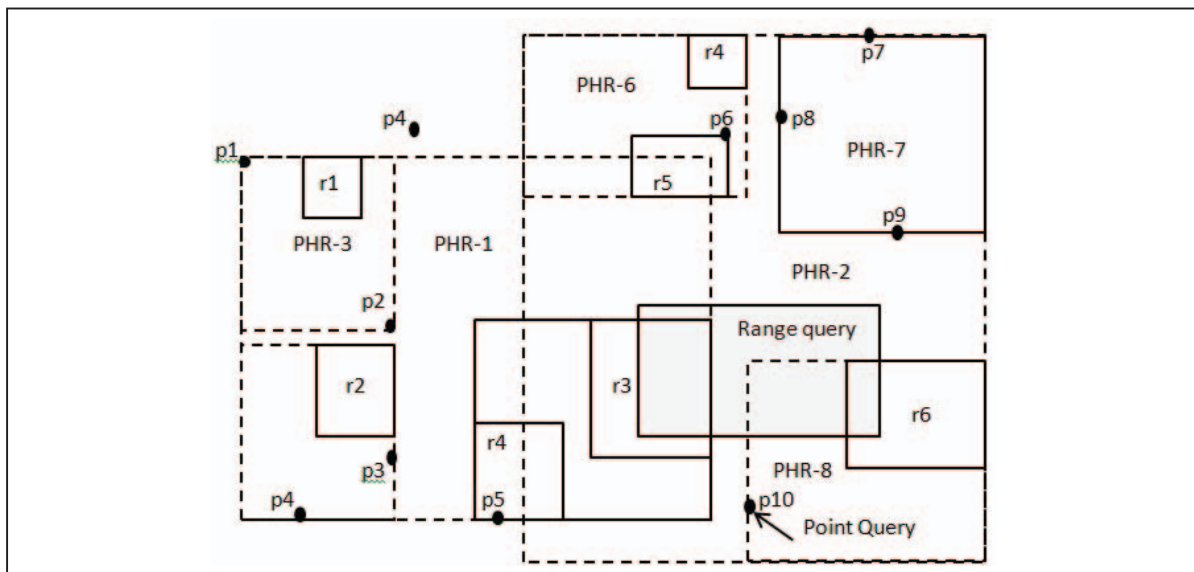 r4
p7
PHR-6
p4
p6
p8
p1
r1
r5
PHR-7
PHR-3
PHR-1
p9
PHR-2
p2
Range query
r2
r3
r6
r4
p3
PHR-8
p4
p5
p10
Point Query